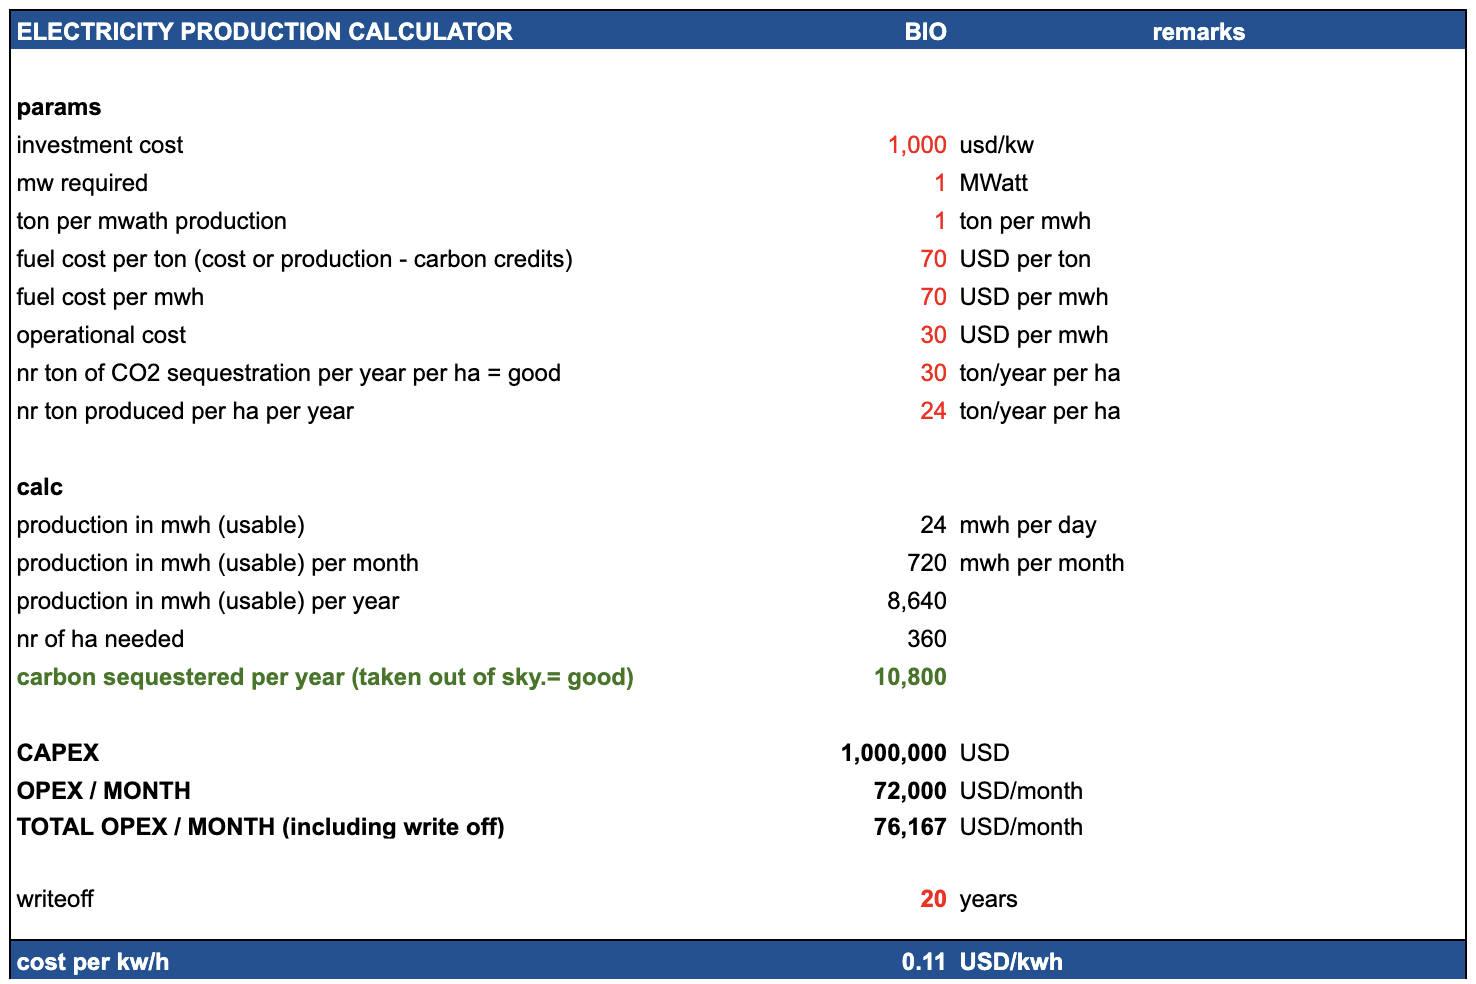 ELECTRICITY PRODUCTION CALCULATOR BIO remarks
params
investment cost 1,000 usd/kw
mw required 1 MWatt
ton per mwath production 1 ton per mwh
fuel cost per ton (cost or production - carbon credits) 70 USD per ton
fuel cost per mwh 70 USD per mwh
operational cost 30 USD per mwh
nr ton of CO2 sequestration per year per ha = good 30 ton/year per ha
nr ton produced per ha per year 24 ton/year per ha
calc
production in mwh (usable) 24 mwh per day
production in mwh (usable) per month 720 mwh per month
production in mwh (usable) per year 8,640
nr of ha needed 360
carbon sequestered per year (taken out of sky.= good) 10,800
CAPEX 1,000,000 USD
OPEX / MONTH 72,000 USD/month
TOTAL OPEX / MONTH (including write off) 76,167 USD/month
writeoff 20 years
cost per kw/h 0.11 USD/kwh